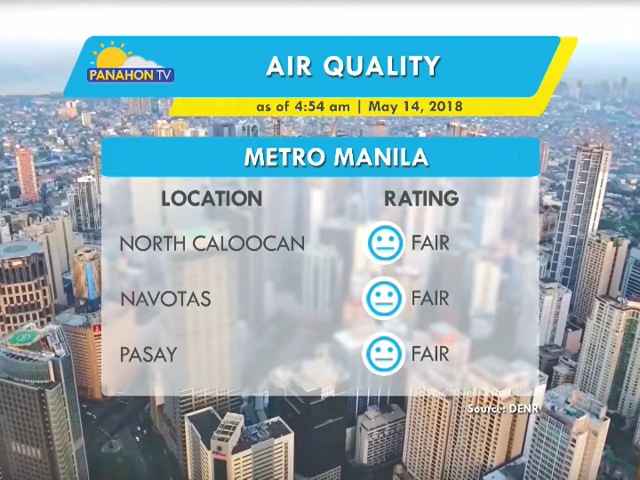 PANAHON TV
AIR QUALITY
as of 4:54 am | May 14, 2018
METRO MANILA
LOCATION RATING
NORTH CALOOCAN FAIR
NAVOTAS FAIR
PASAY FAIR
Source: DENR